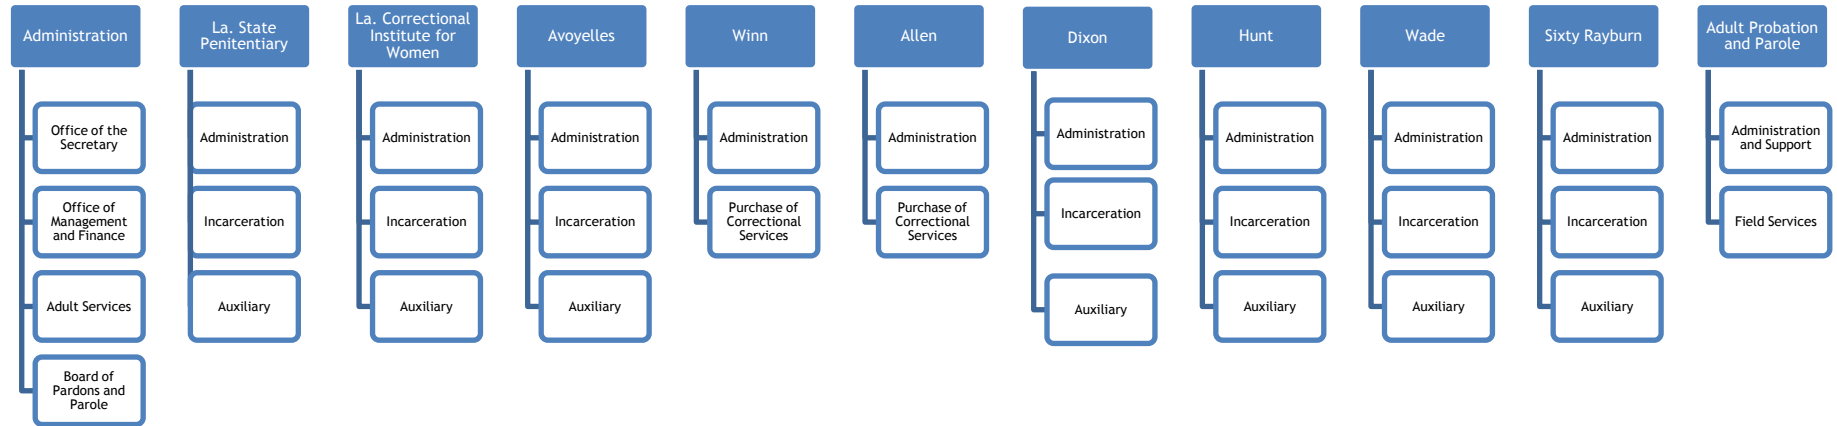 Administration
Office of the
Secretary
Office of
Management
and Finance
Adult Services
Board of
Pardons and
Parole
La. State
Penitentiary
Administration
Incarceration
Auxiliary
La. Correctional
Institute for
Women
Administration
Incarceration
Auxiliary
Avoyelles
Administration
Incarceration
Auxiliary
Winn
Administration
Purchase of
Correctional
Services
Allen
Administration
Purchase of
Correctional
Services
Dixon
Administration
Incarceration
Auxiliary
Hunt
Administration
Incarceration
Auxiliary
Wade
Administration
Incarceration
Auxiliary
Sixty Rayburn
Administration
Incarceration
Auxiliary
Adult Probation
and Parole
Administration
and Support
Field Services